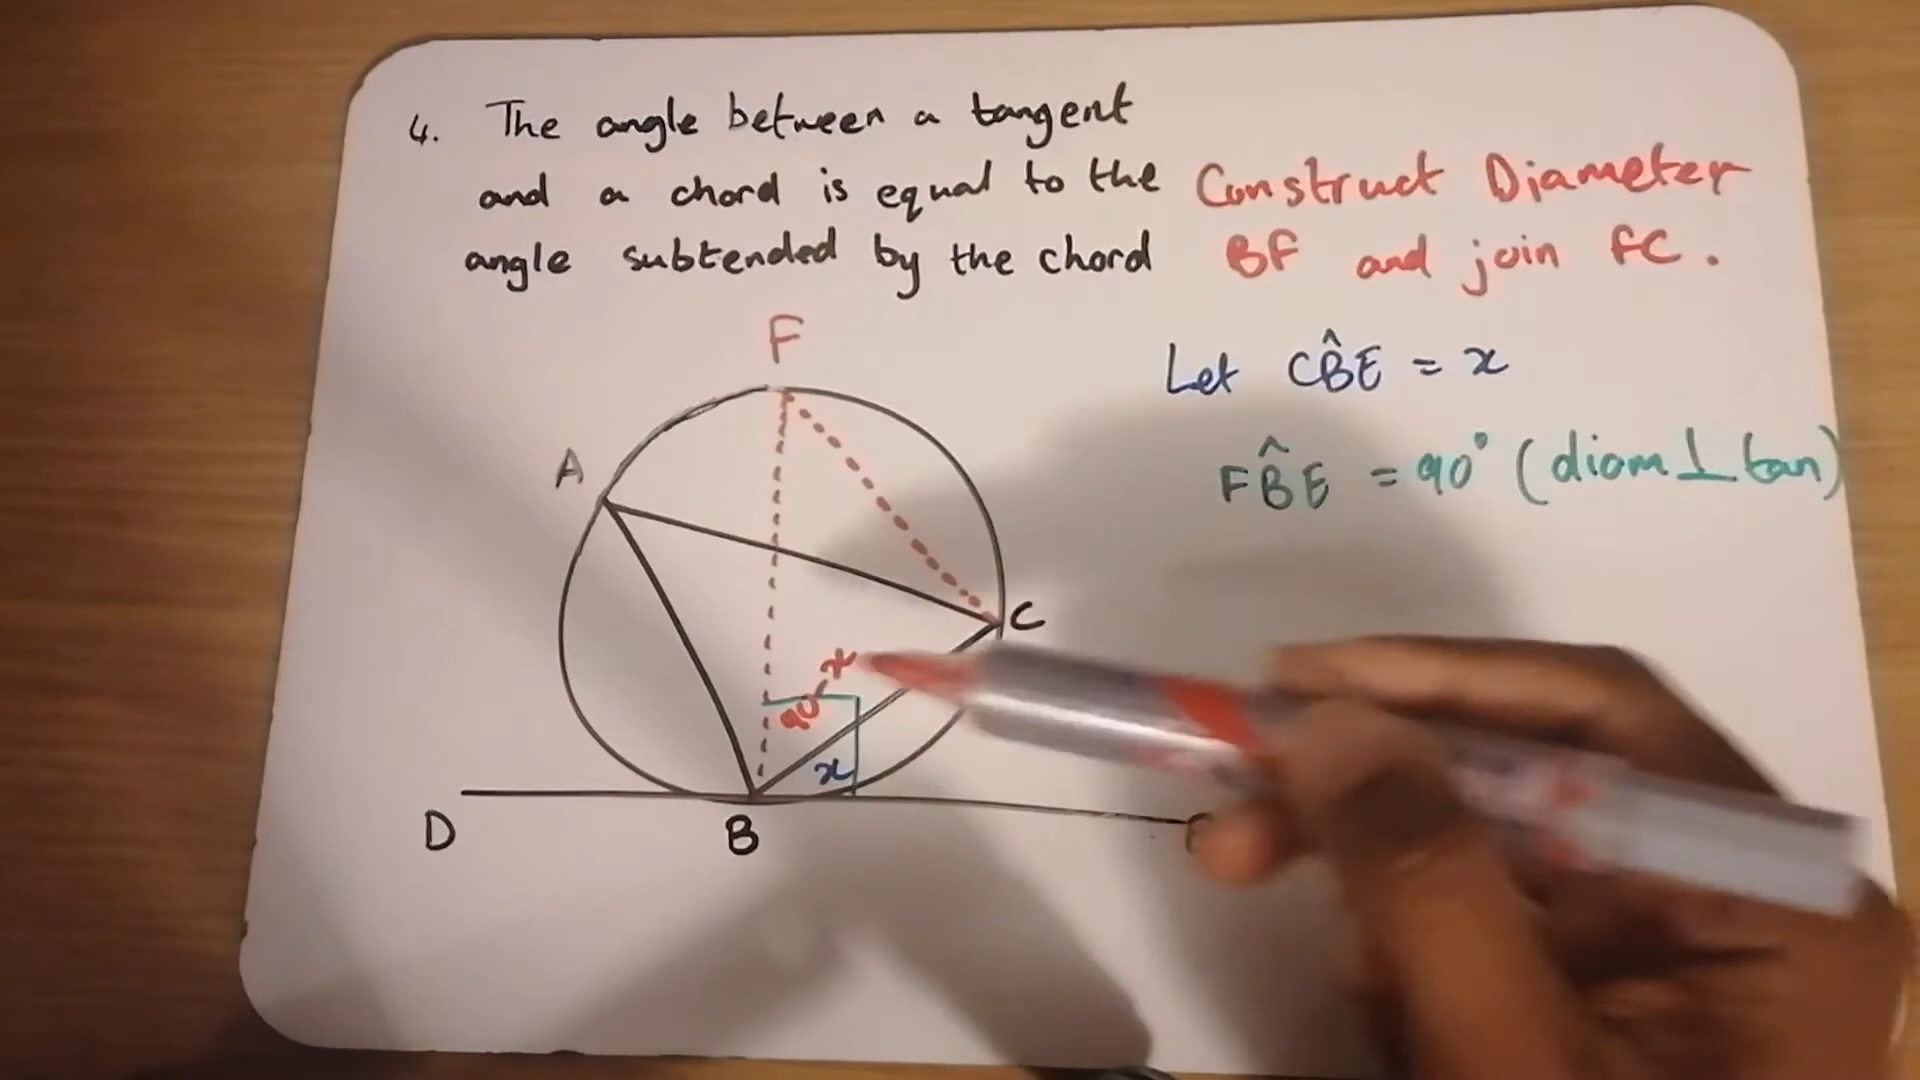 4. The angle between a tangent
and a chord is equal to the
angle subtended by the chord
Construct Diameter
BF and join FC.
Let CB̂E = x
FB̂E = 90° (diam ⊥ tan)
F
A
C
90-x
x
D
B